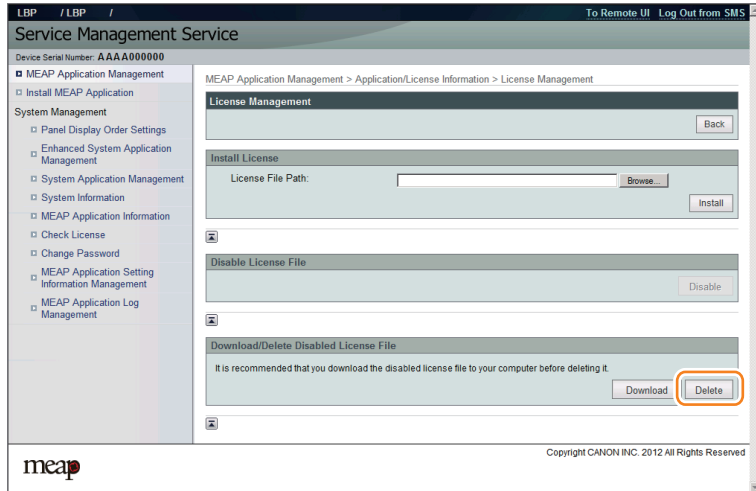 LBP / LBP /
To Remote UI Log Out from SMS
Service Management Service
Device Serial Number: AAAA000000
MEAP Application Management
Install MEAP Application
System Management
Panel Display Order Settings
Enhanced System Application
Management
System Application Management
System Information
MEAP Application Information
Check License
Change Password
MEAP Application Setting
Information Management
MEAP Application Log
Management
MEAP Application Management > Application/License Information > License Management
License Management
Back
Install License
License File Path:
Browse...
Install
Disable License File
Disable
Download/Delete Disabled License File
It is recommended that you download the disabled license file to your computer before deleting it.
Download Delete
Copyright CANON INC. 2012 All Rights Reserved
meap